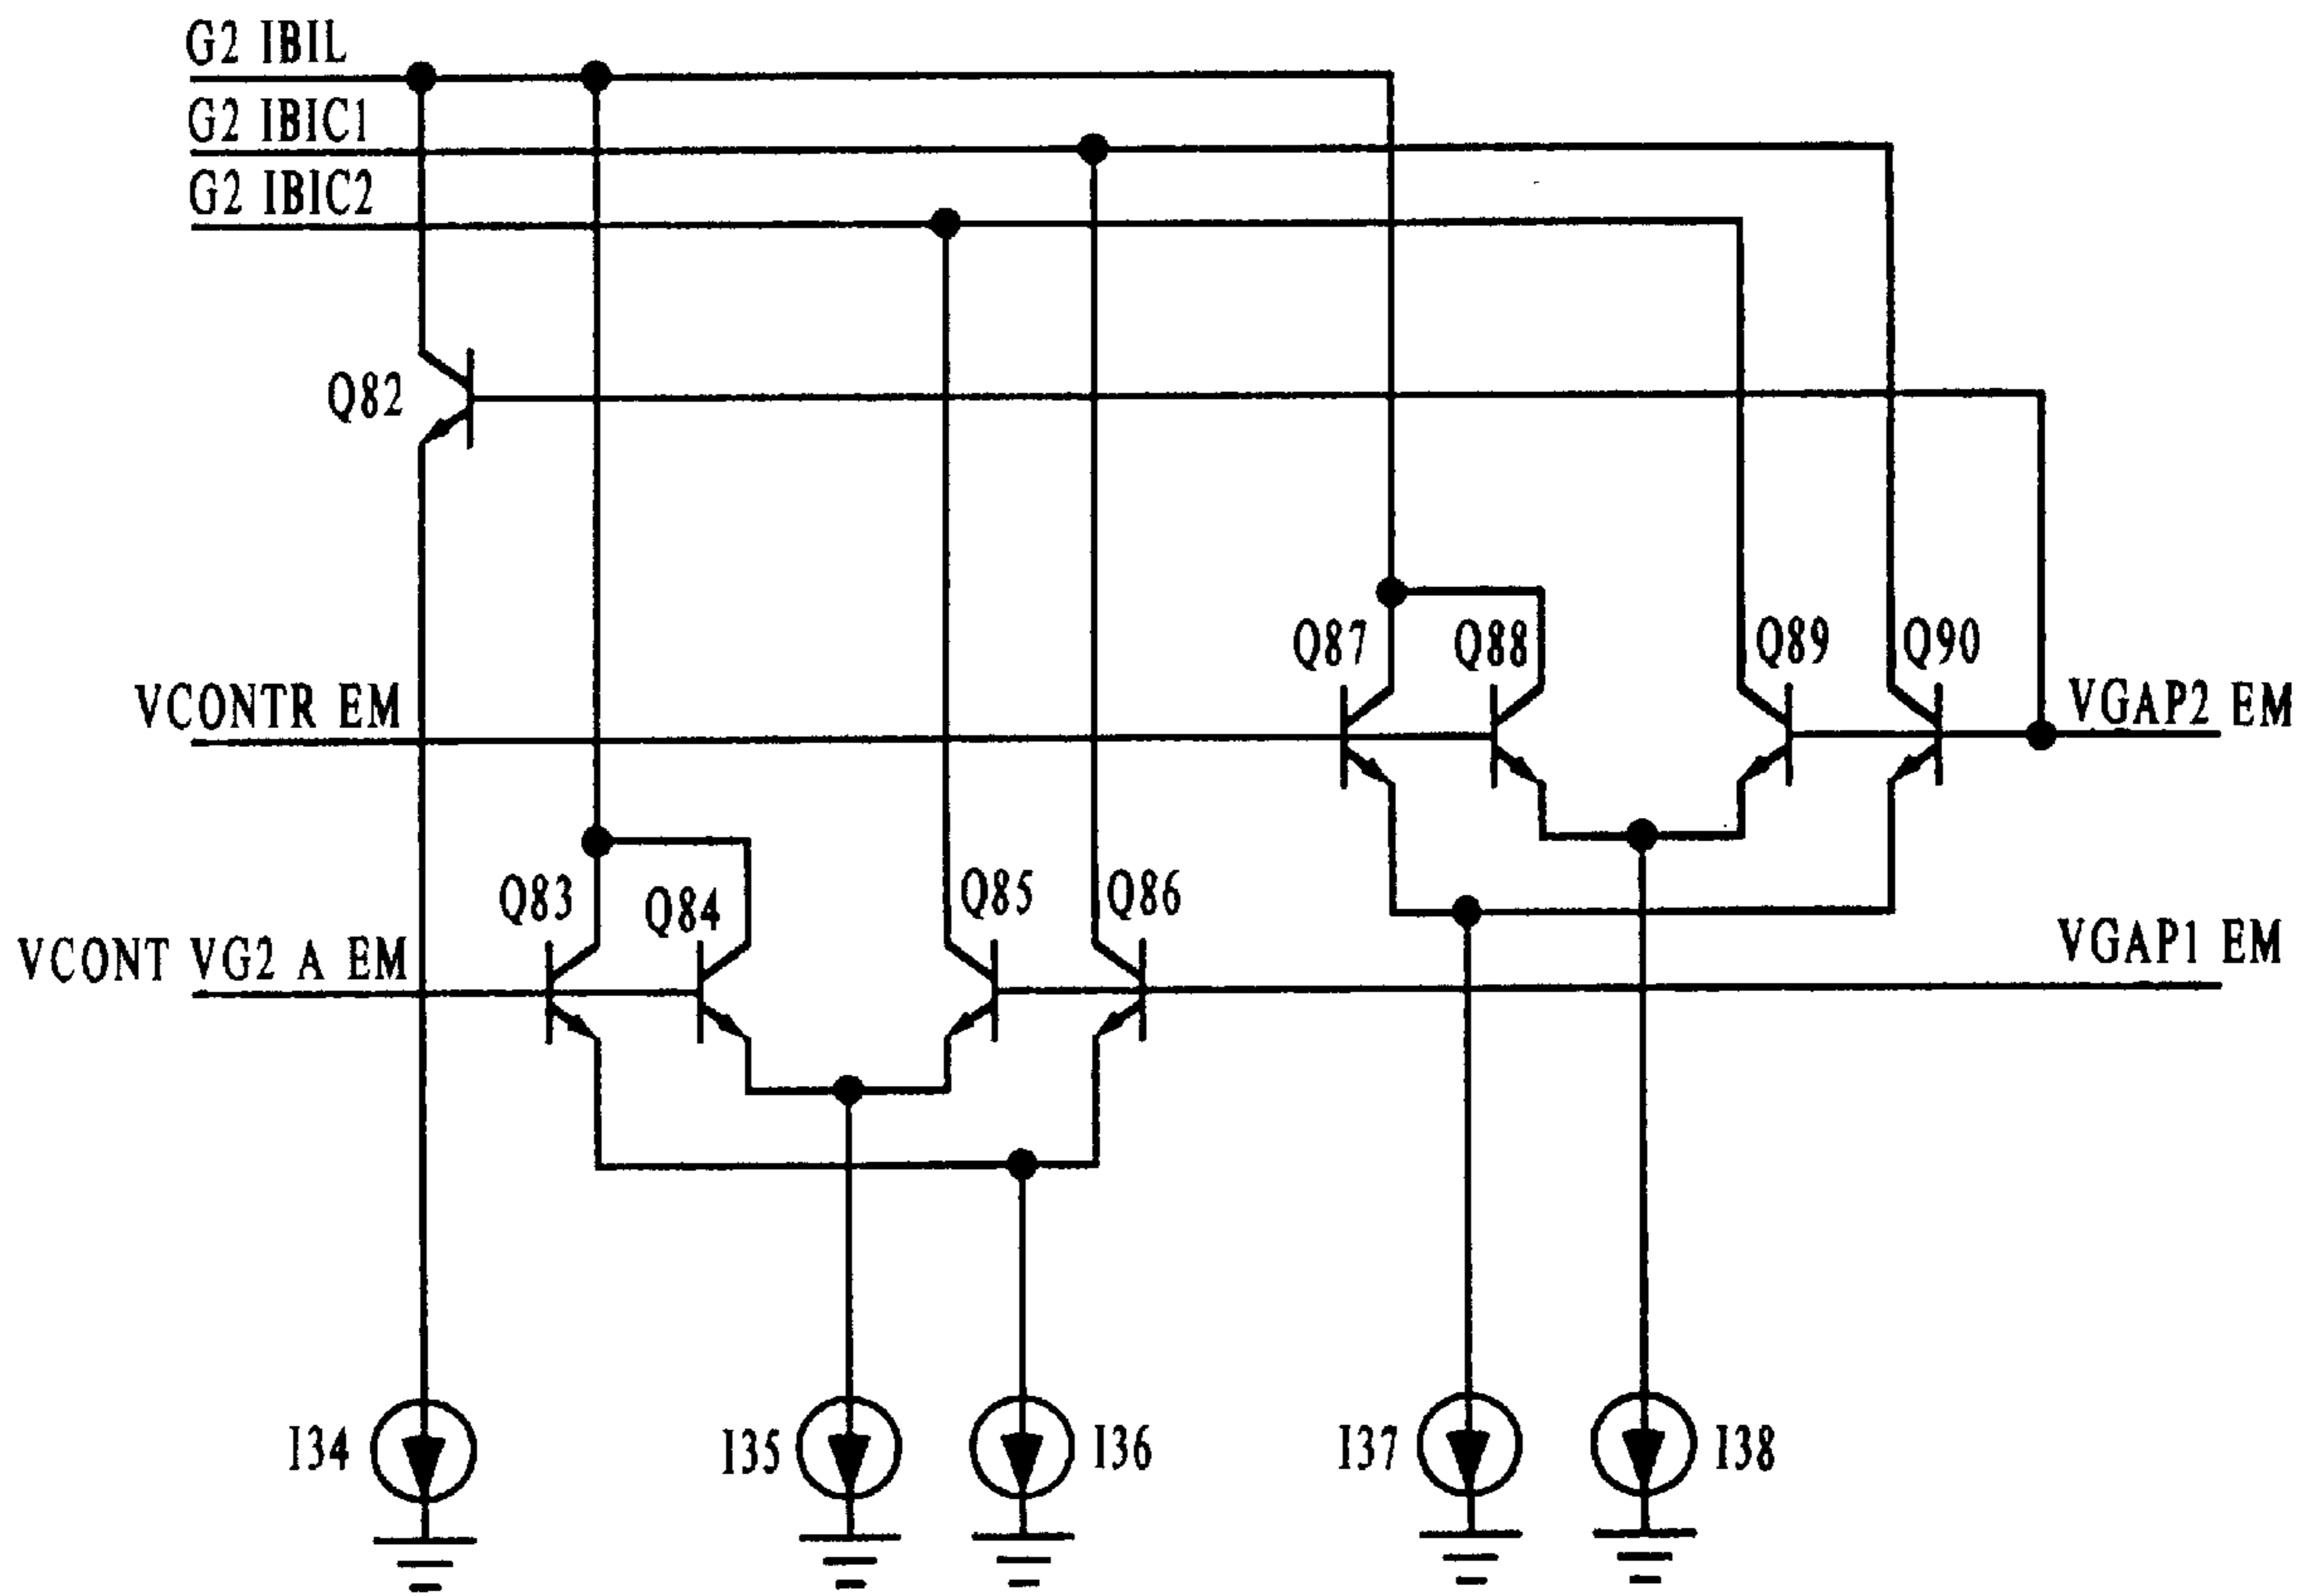 G2 IBIL
G2 IBIC1
G2 IBIC2
Q82
Q87
Q88
Q89
Q90
VCONTR EM
VGAP2 EM
Q83
Q84
Q85
Q86
VCONT VG2 A EM
VGAP1 EM
I34
I35
I36
I37
I38